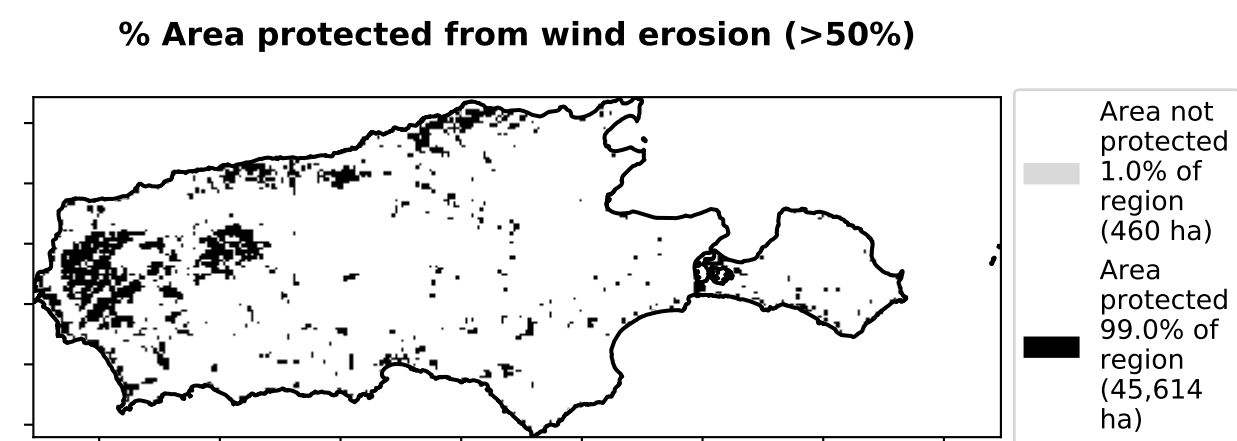 % Area protected from wind erosion (>50%)
Area not
protected
1.0% of
region
(460 ha)
Area
protected
99.0% of
region
(45,614
ha)